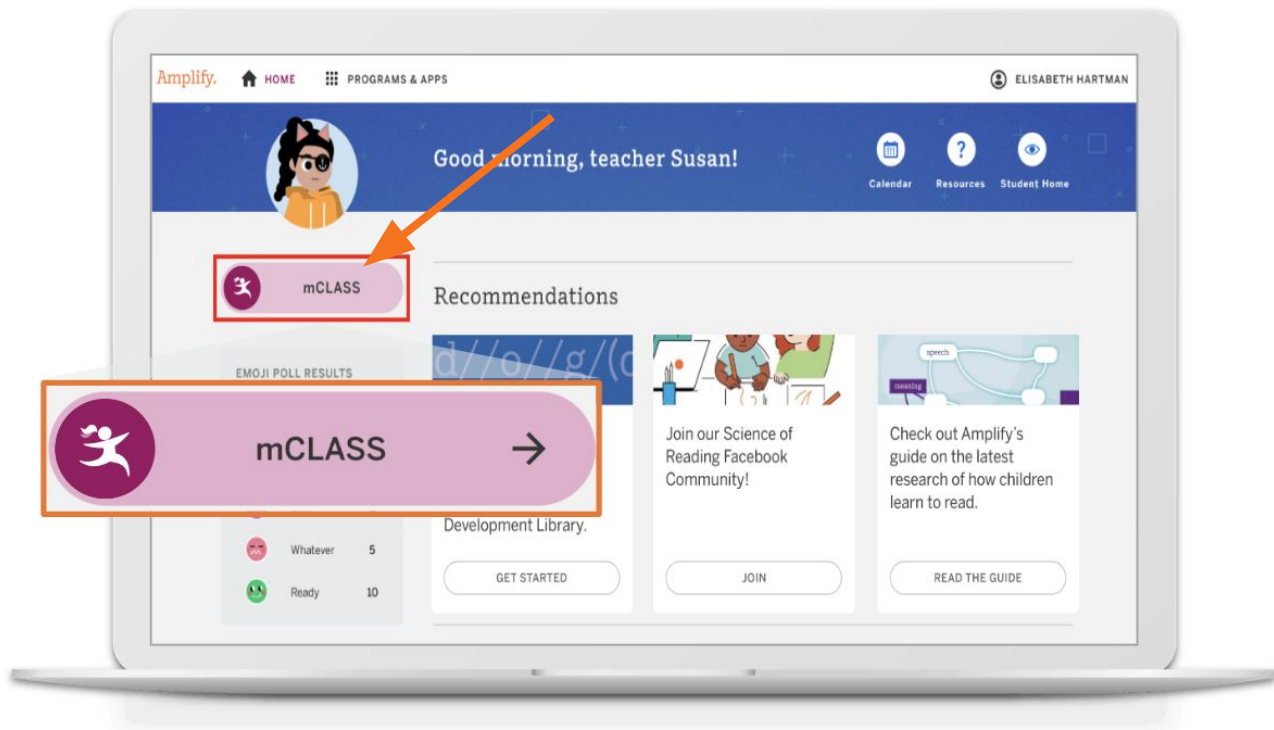 Amplify.
HOME
PROGRAMS & APPS
ELISABETH HARTMAN
Good morning, teacher Susan!
Calendar
Resources
Student Home
mCLASS
Recommendations
EMOJI POLL RESULTS
d//o//g/(
speech
meaning
mCLASS
Development Library.
Join our Science of
Reading Facebook
Community!
Check out Amplify's
guide on the latest
research of how children
learn to read.
Whatever 5
Ready 10
GET STARTED
JOIN
READ THE GUIDE